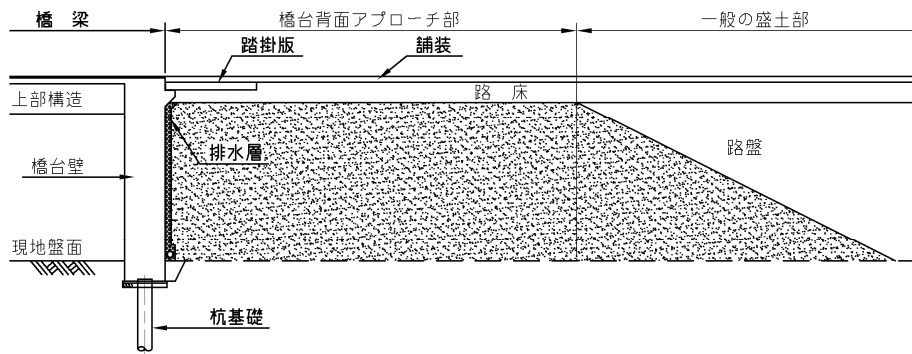 橋梁
橋台背面アプローチ部
一般の盛土部
踏掛版
舗装
上部構造
路床
排水層
路盤
橋台壁
現地盤面
杭基礎